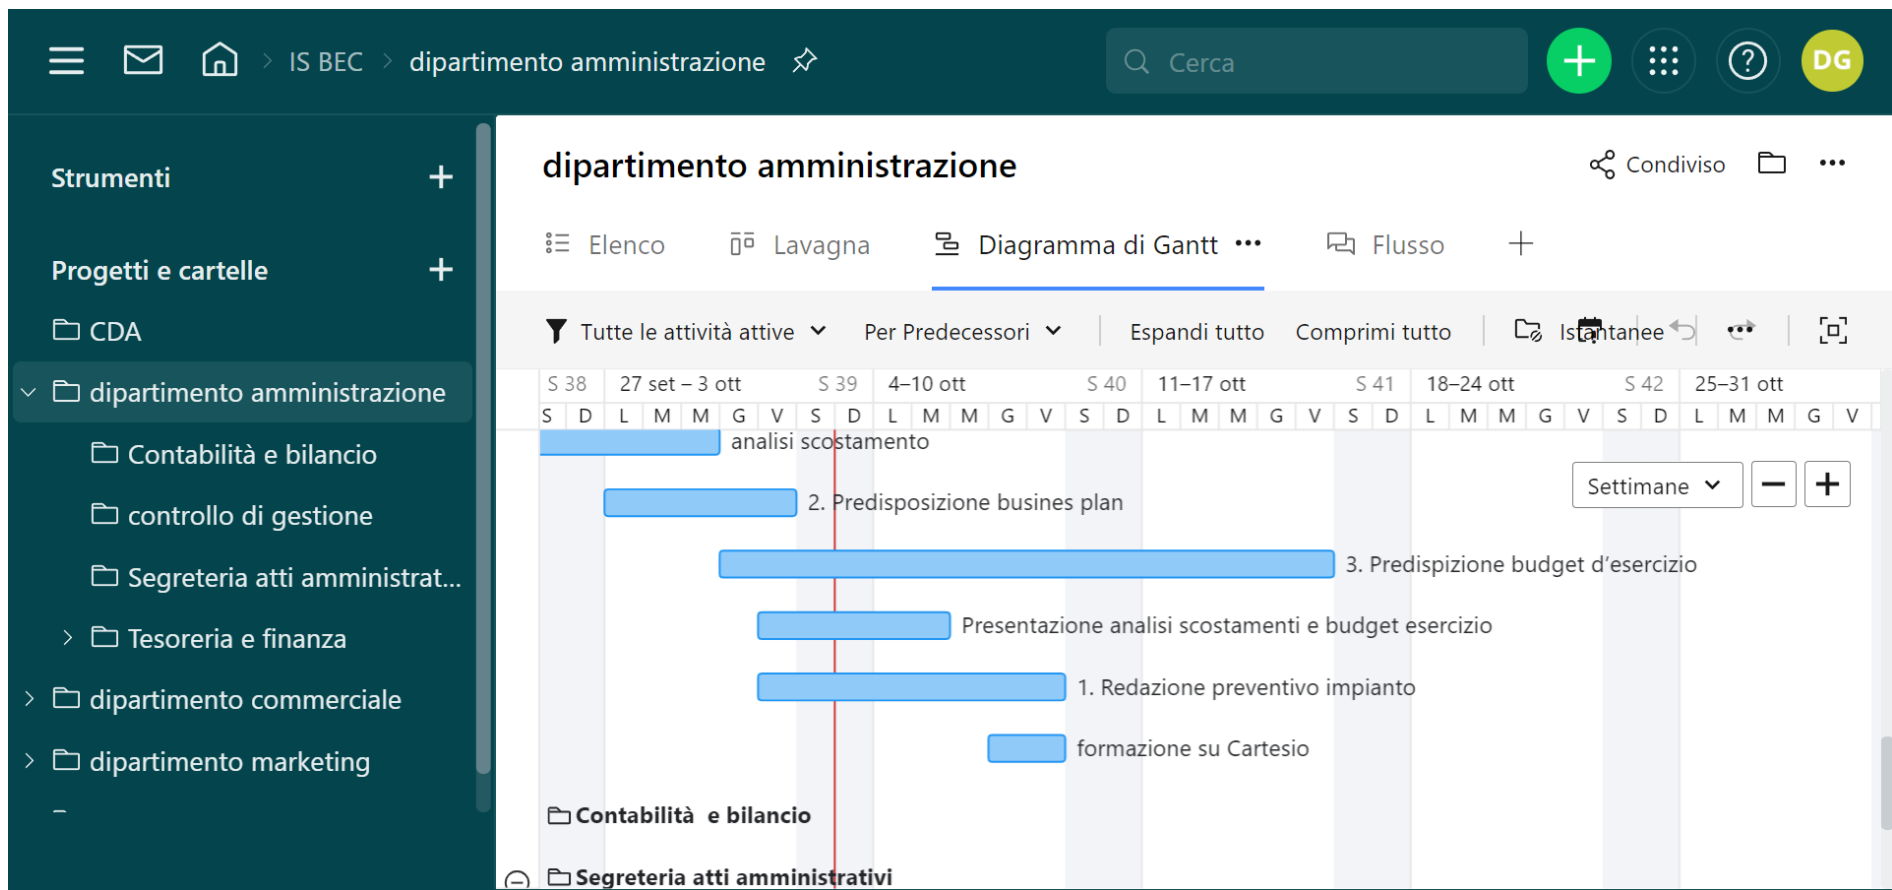 IS BEC
dipartimento amministrazione
Cerca
DG
Strumenti
Progetti e cartelle
CDA
dipartimento amministrazione
Contabilità e bilancio
controllo di gestione
Segreteria atti amministrat...
Tesoreria e finanza
dipartimento commerciale
dipartimento marketing
dipartimento amministrazione
Condiviso
Elenco Lavagna Diagramma di Gantt Flusso
Tutte le attività attive Per Predecessori Espandi tutto Comprimi tutto Istantanee
S 38 27 set – 3 ott S 39 4–10 ott S 40 11–17 ott S 41 18–24 ott S 42 25–31 ott
S D L M M G V S D L M M G V S D L M M G V S D L M M G V S D L M M G V
analisi scostamento
Settimane
2. Predisposizione busines plan
3. Predispizione budget d'esercizio
Presentazione analisi scostamenti e budget esercizio
1. Redazione preventivo impianto
formazione su Cartesio
Contabilità e bilancio
Segreteria atti amministrativi